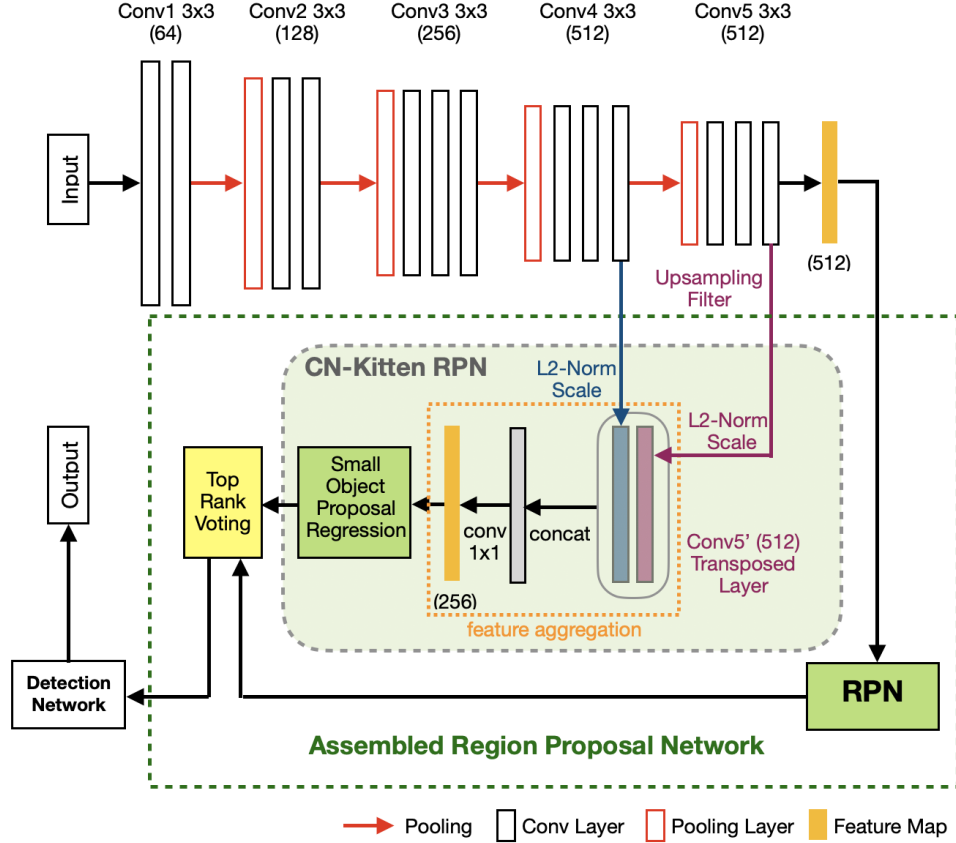 Conv1 3x3
(64)
Conv2 3x3
(128)
Conv3 3x3
(256)
Conv4 3x3
(512)
Conv5 3x3
(512)
Input
(512)
Upsampling
Filter
CN-Kitten RPN
L2-Norm
Scale
L2-Norm
Scale
Output
Top
Rank
Voting
Small
Object
Proposal
Regression
conv
1x1
concat
Conv5' (512)
Transposed
Layer
(256)
feature aggregation
Detection
Network
RPN
Assembled Region Proposal Network
Pooling
Conv Layer
Pooling Layer
Feature Map